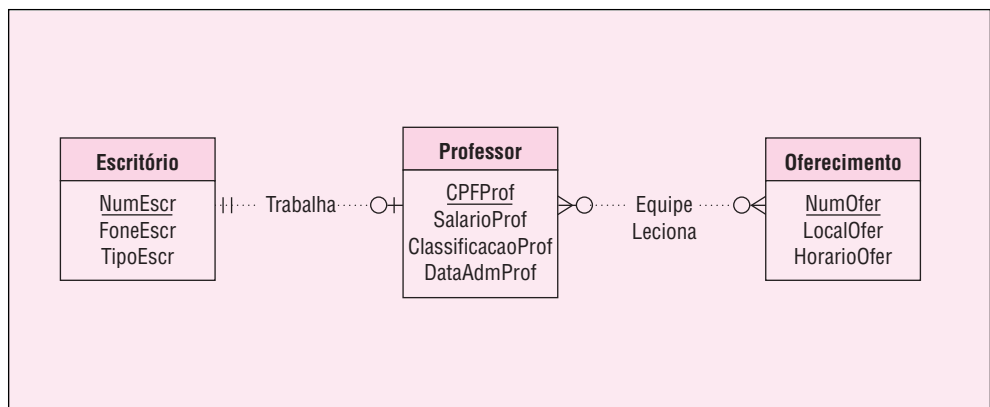 Escritório
NumEscr
FoneEscr
TipoEscr
Trabalha
Professor
CPFProf
SalarioProf
ClassificacaoProf
DataAdmProf
Equipe
Leciona
Oferecimento
NumOfer
LocalOfer
HorarioOfer